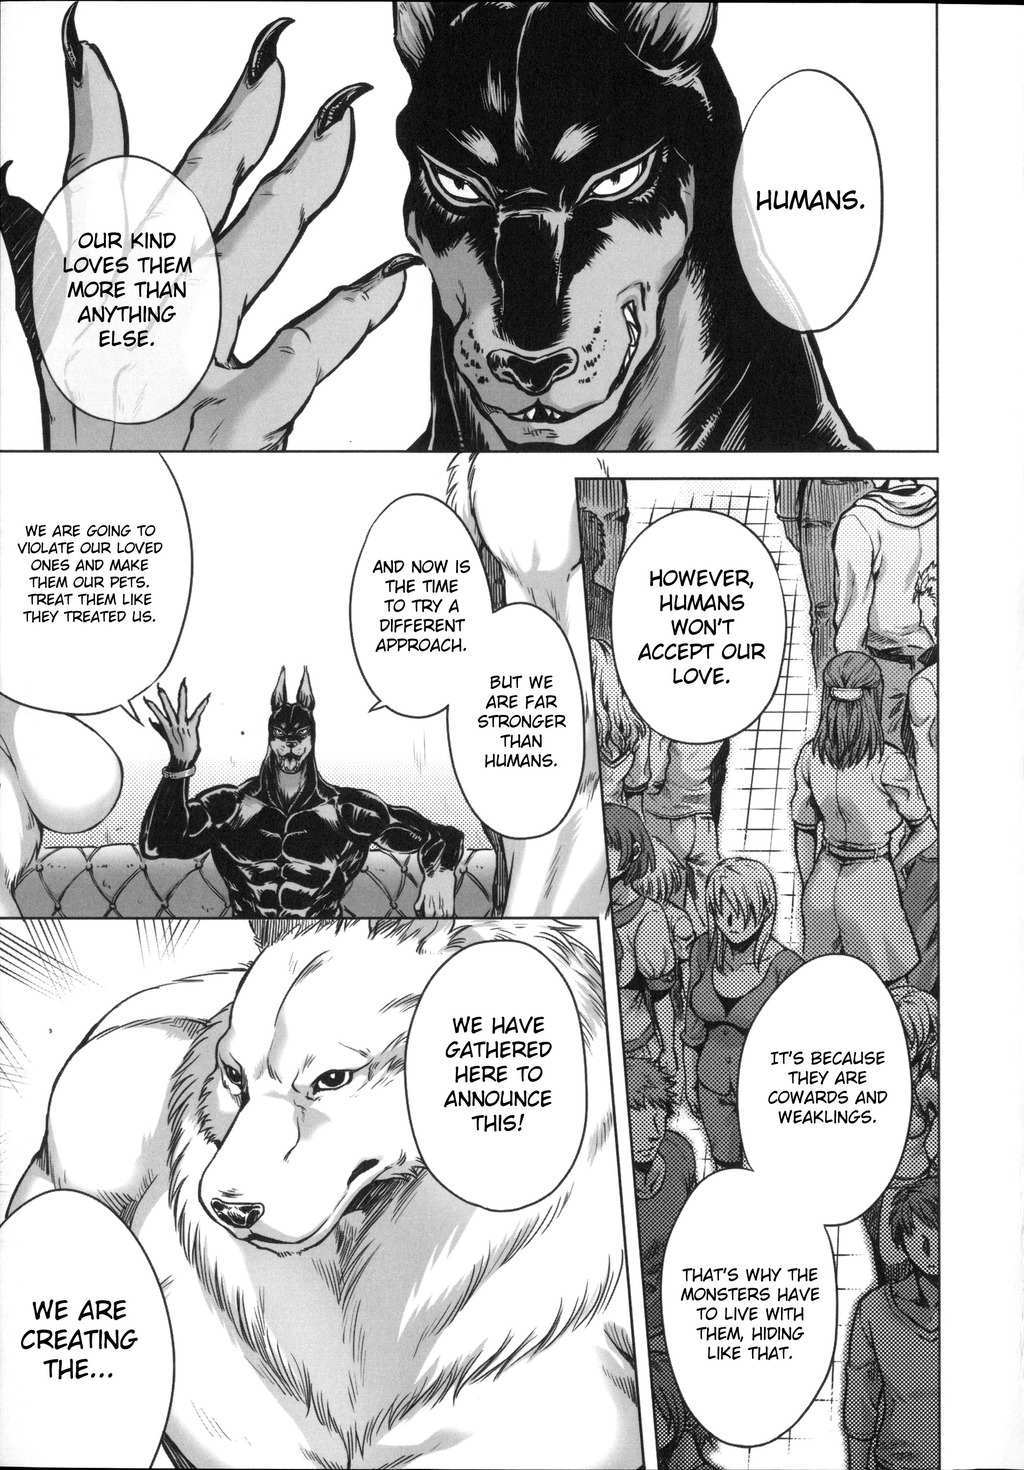 HUMANS.
OUR KIND
LOVES THEM
MORE THAN
ANYTHING
ELSE.
HOWEVER,
HUMANS
WON'T
ACCEPT OUR
LOVE.
IT'S BECAUSE
THEY ARE
COWARDS AND
WEAKLINGS.
THAT'S WHY THE
MONSTERS HAVE
TO LIVE WITH
THEM, HIDING
LIKE THAT.
BUT WE
ARE FAR
STRONGER
THAN
HUMANS.
AND NOW IS
THE TIME
TO TRY A
DIFFERENT
APPROACH.
WE ARE GOING TO
VIOLATE OUR LOVED
ONES AND MAKE
THEM OUR PETS.
TREAT THEM LIKE
THEY TREATED US.
WE HAVE
GATHERED
HERE TO
ANNOUNCE
THIS!
WE ARE
CREATING
THE...